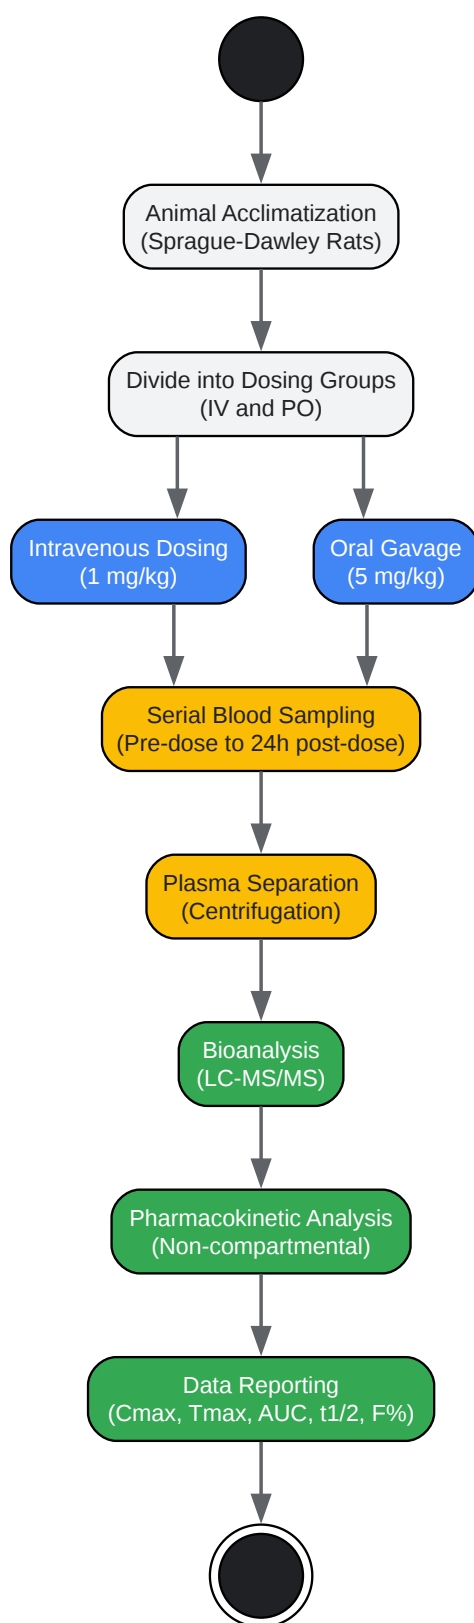 Animal Acclimatization
(Sprague-Dawley Rats)
Divide into Dosing Groups
(IV and PO)
Intravenous Dosing
(1 mg/kg)
Oral Gavage
(5 mg/kg)
Serial Blood Sampling
(Pre-dose to 24h post-dose)
Plasma Separation
(Centrifugation)
Bioanalysis
(LC-MS/MS)
Pharmacokinetic Analysis
(Non-compartmental)
Data Reporting
(Cmax, Tmax, AUC, t1/2, F%)